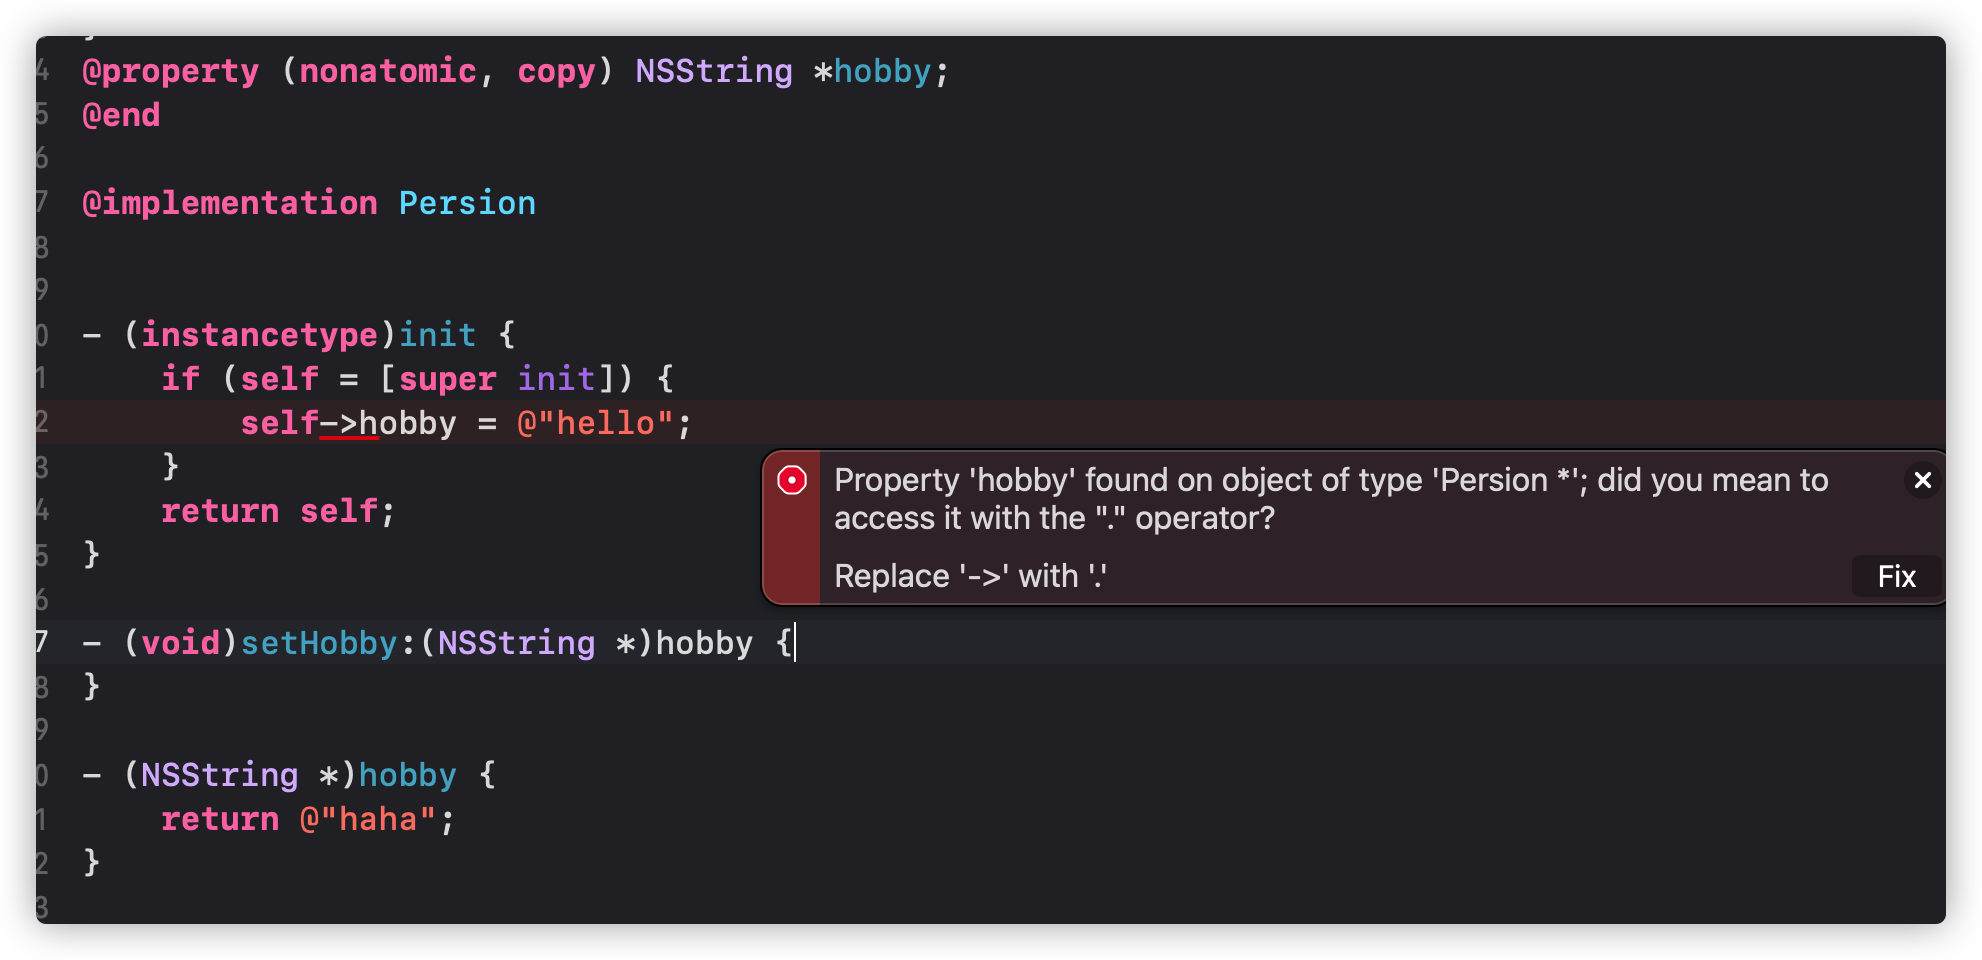 4 @property (nonatomic, copy) NSString *hobby;
5 @end
6
7 @implementation Persion
8
9
0 - (instancetype)init {
1 if (self = [super init]) {
2 self->hobby = @"hello";
3 }
Property 'hobby' found on object of type 'Persion *'; did you mean to
access it with the "." operator?
Replace '->' with '.'
Fix
4 return self;
5 }
6
7 - (void)setHobby:(NSString *)hobby {
8 }
9
0 - (NSString *)hobby {
1 return @"haha";
2 }
3